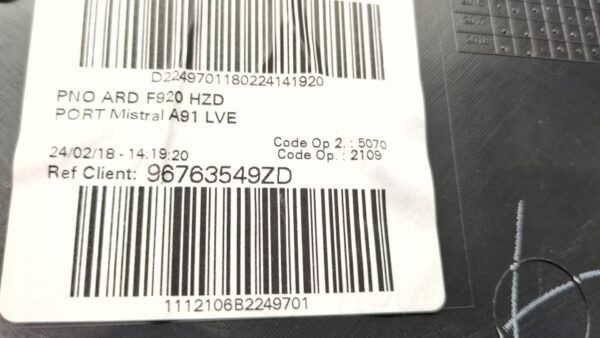 D2249701180224141920
PNO ARD F920 HZD
PORT Mistral A91 LVE
Code Op 2. : 5070
24/02/18 - 14:19:20 Code Op. : 2109
Ref Client: 96763549ZD
1112106B2249701